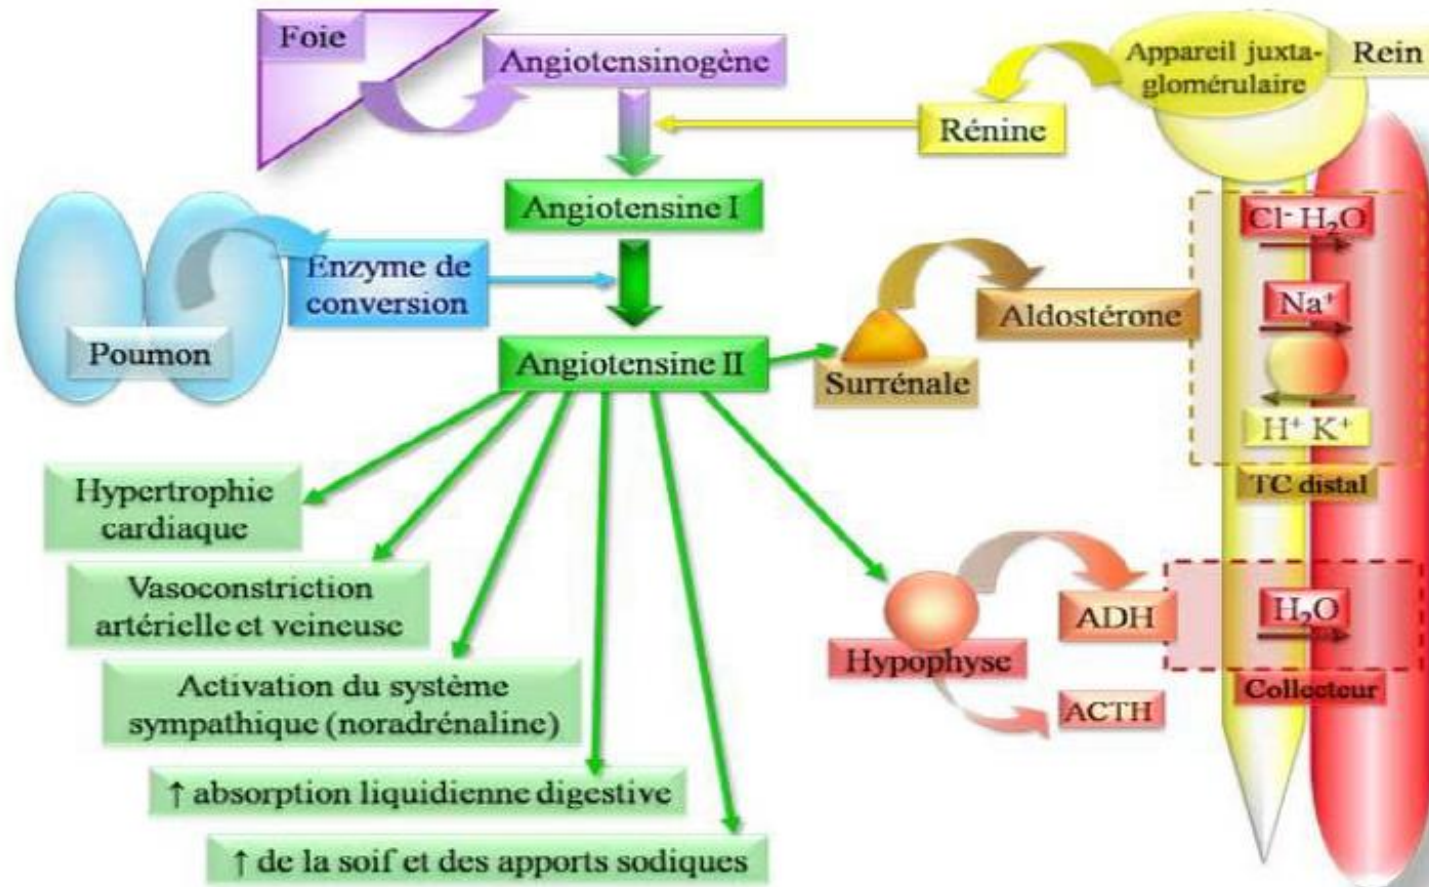 Foie
Angiotensinogène
Appareil juxta-
glomérulaire
Rein
Rénine
Angiotensine I
Cl- H₂O
Enzyme de
conversion
Poumon
Aldostérone
Na⁺
Angiotensine II
Surrénale
H⁺ K⁺
TC distal
Hypertrophie
cardiaque
Vasoconstriction
artérielle et veineuse
ADH
H₂O
Hypophyse
Collecteur
Activation du système
sympathique (noradrénaline)
ACTH
↑ absorption liquidienne digestive
↑ de la soif et des apports sodiques